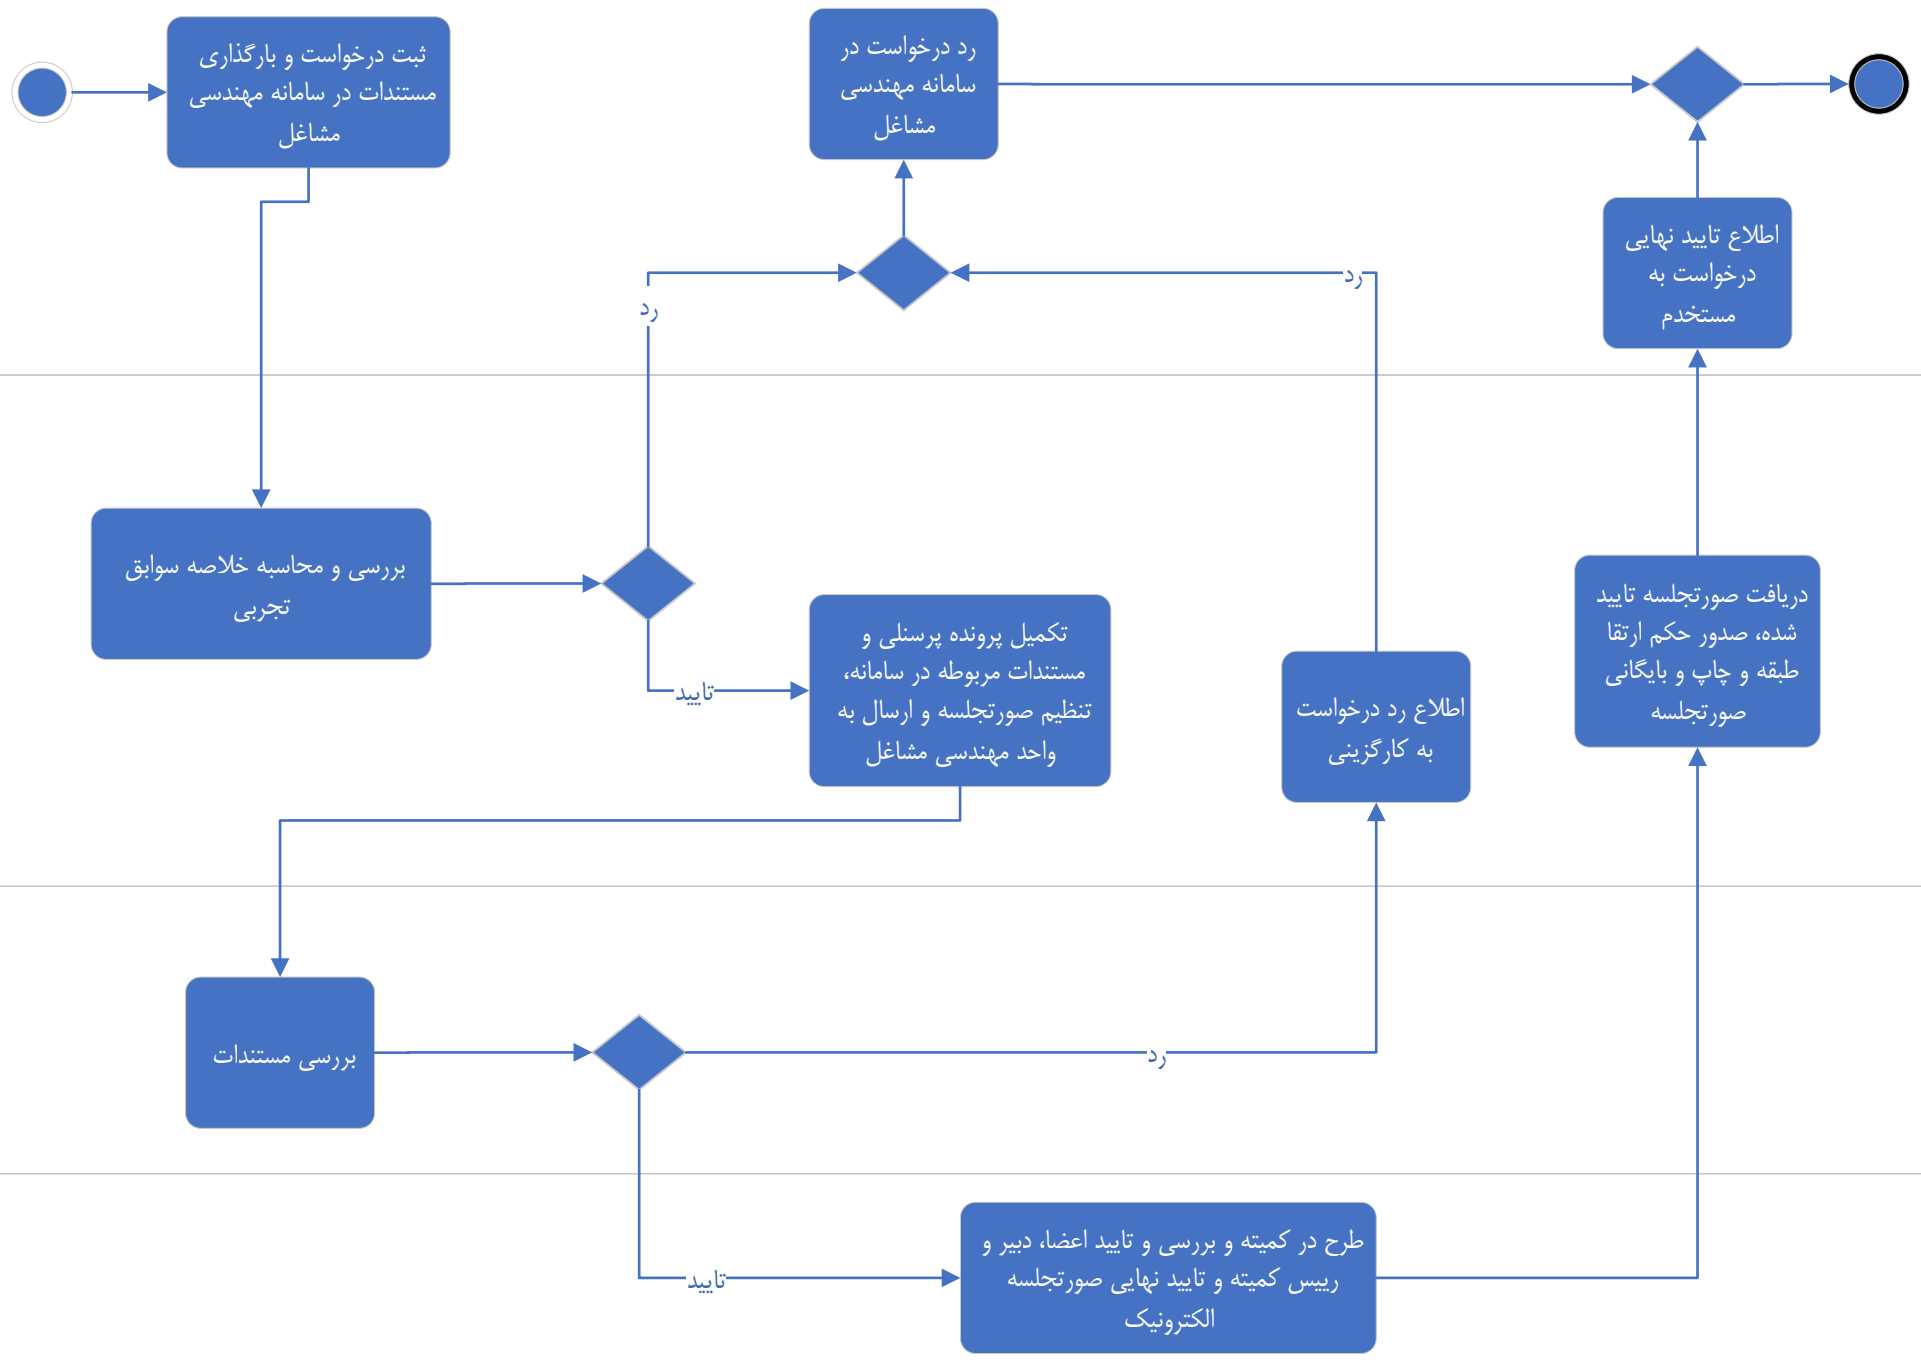 ثبت درخواست و بارگذاری
مستندات در سامانه مهندسی
مشاغل
رد درخواست در
سامانه مهندسی
مشاغل
اطلاع تایید نهایی
درخواست به
مستخدم
رد
رد
بررسی و محاسبه خلاصه سوابق
تجربی
تایید
تکمیل پرونده پرسنلی و
مستندات مربوطه در سامانه،
تنظیم صورتجلسه و ارسال به
واحد مهندسی مشاغل
اطلاع رد درخواست
به کارگزینی
دریافت صورتجلسه تایید
شده، صدور حکم ارتقا
طبقه و چاپ و بایگانی
صورتجلسه
بررسی مستندات
رد
تایید
طرح در کمیته و بررسی و تایید اعضا، دبیر و
رییس کمیته و تایید نهایی صورتجلسه
الکترونیک